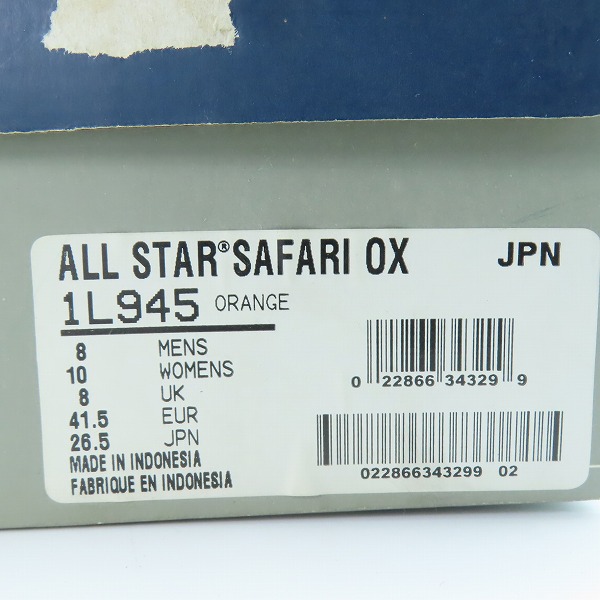 ALL STAR® SAFARI OX JPN
1L945 ORANGE
8 MENS
10 WOMENS
8 UK
41.5 EUR
26.5 JPN
MADE IN INDONESIA
FABRIQUE EN INDONESIA
0 22866 34329 9
022866343299 02